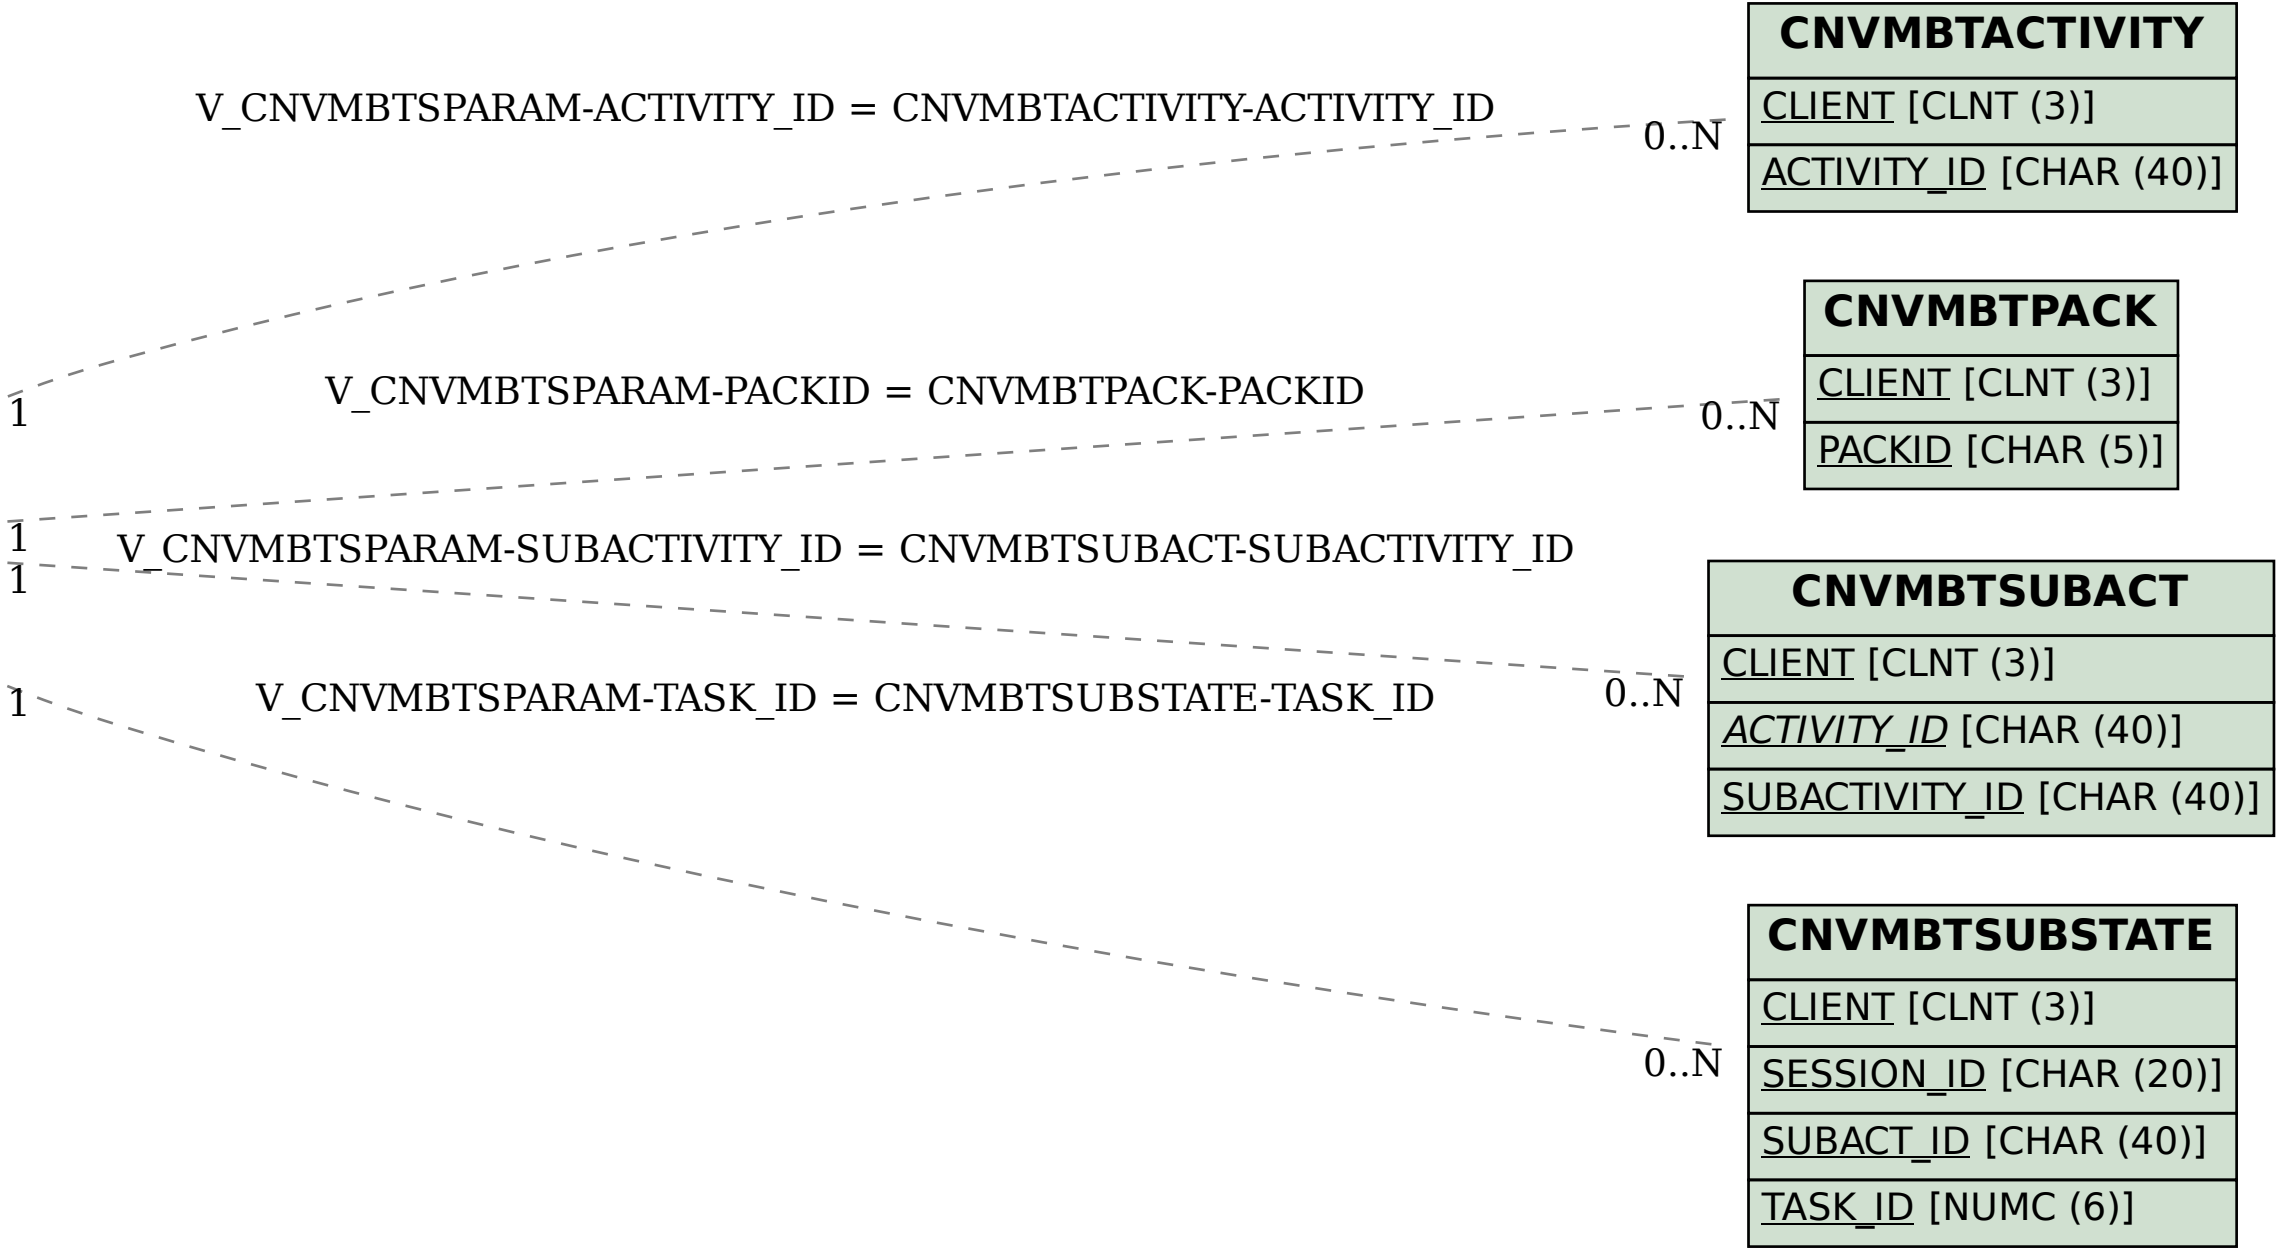 CNVMBTACTIVITY
CLIENT [CLNT (3)]
ACTIVITY_ID [CHAR (40)]
V_CNVMBTSPARAM-ACTIVITY_ID = CNVMBTACTIVITY-ACTIVITY_ID
0..N
1
CNVMBTPACK
CLIENT [CLNT (3)]
PACKID [CHAR (5)]
V_CNVMBTSPARAM-PACKID = CNVMBTPACK-PACKID
0..N
1
V_CNVMBTSPARAM-SUBACTIVITY_ID = CNVMBTSUBACT-SUBACTIVITY_ID
1
0..N
CNVMBTSUBACT
CLIENT [CLNT (3)]
ACTIVITY_ID [CHAR (40)]
SUBACTIVITY_ID [CHAR (40)]
V_CNVMBTSPARAM-TASK_ID = CNVMBTSUBSTATE-TASK_ID
1
0..N
CNVMBTSUBSTATE
CLIENT [CLNT (3)]
SESSION_ID [CHAR (20)]
SUBACT_ID [CHAR (40)]
TASK_ID [NUMC (6)]